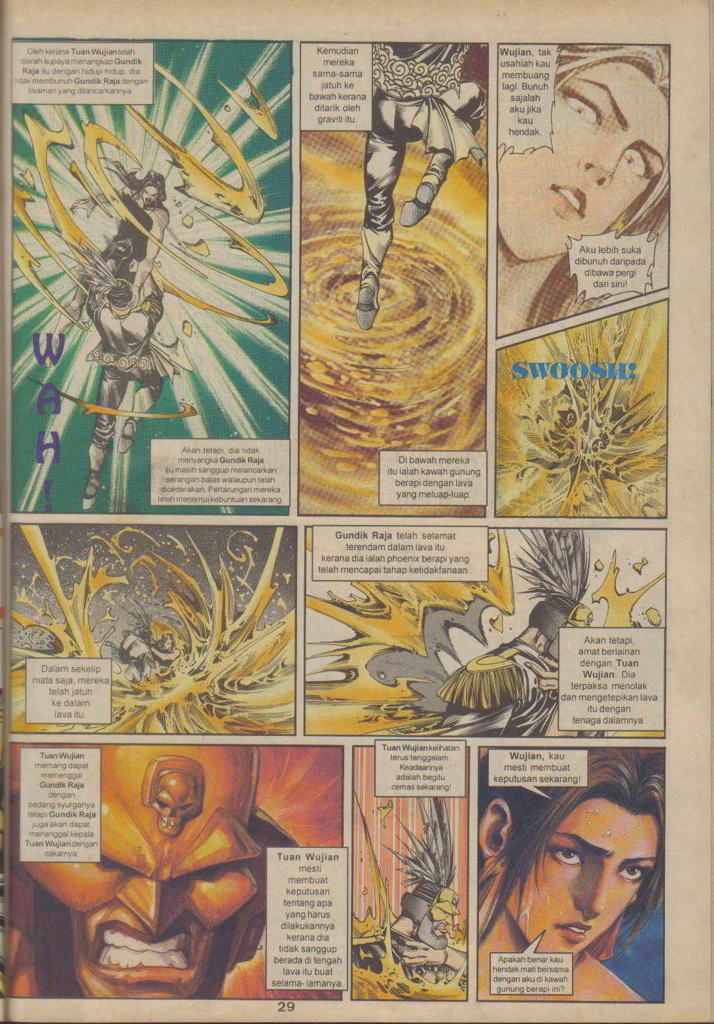 Oleh kerana Tuan Wujian telah
diarah supaya menangkap Gundik
Raja itu dengan hidup-hidup, dia
tidak membunuh Gundik Raja dengan
tikaman yang dilancarkannya.
WAH!
Akan tetapi, dia tidak
menyangka Gundik Raja
itu masih sanggup melancarkan
serangan balas walaupun telah
dicederakan. Pertarungan mereka
telah menemui kebuntuan sekarang.
Kemudian
mereka
sama-sama
jatuh ke
bawah kerana
ditarik oleh
graviti itu.
Di bawah mereka
itu ialah kawah gunung
berapi dengan lava
yang meluap-luap.
Wujian, tak
usahlah kau
membuang
lagi. Bunuh
sajalah
aku jika
kau
hendak.
Aku lebih suka
dibunuh daripada
dibawa pergi
dari sini!
SWOOSH!
Dalam sekelip
mata saja, mereka
telah jatuh
ke dalam
lava itu.
Gundik Raja telah selamat
terendam dalam lava itu
kerana dia ialah phoenix berapi yang
telah mencapai tahap ketidakfanaan.
Akan tetapi,
amat berlainan
dengan Tuan
Wujian. Dia
terpaksa menolak
dan mengetepikan lava
itu dengan
tenaga dalamnya.
Tuan Wujian
memang dapat
memenggal
Gundik Raja
dengan
pedang syurganya
tetapi Gundik Raja
juga akan dapat
menanggal kepala
Tuan Wujian dengan
cakarnya.
Tuan Wujian
mesti
membuat
keputusan
tentang apa
yang harus
dilakukannya
kerana dia
tidak sanggup
berada di tengah
lava itu buat
selama-lamanya.
Tuan Wujian kelihatan
terus tenggelam.
Keadaannya
adalah begitu
cemas sekarang!
Wujian, kau
mesti membuat
keputusan sekarang!
Apakah benar kau
hendak mati bersama
dengan aku di kawah
gunung berapi ini?
29